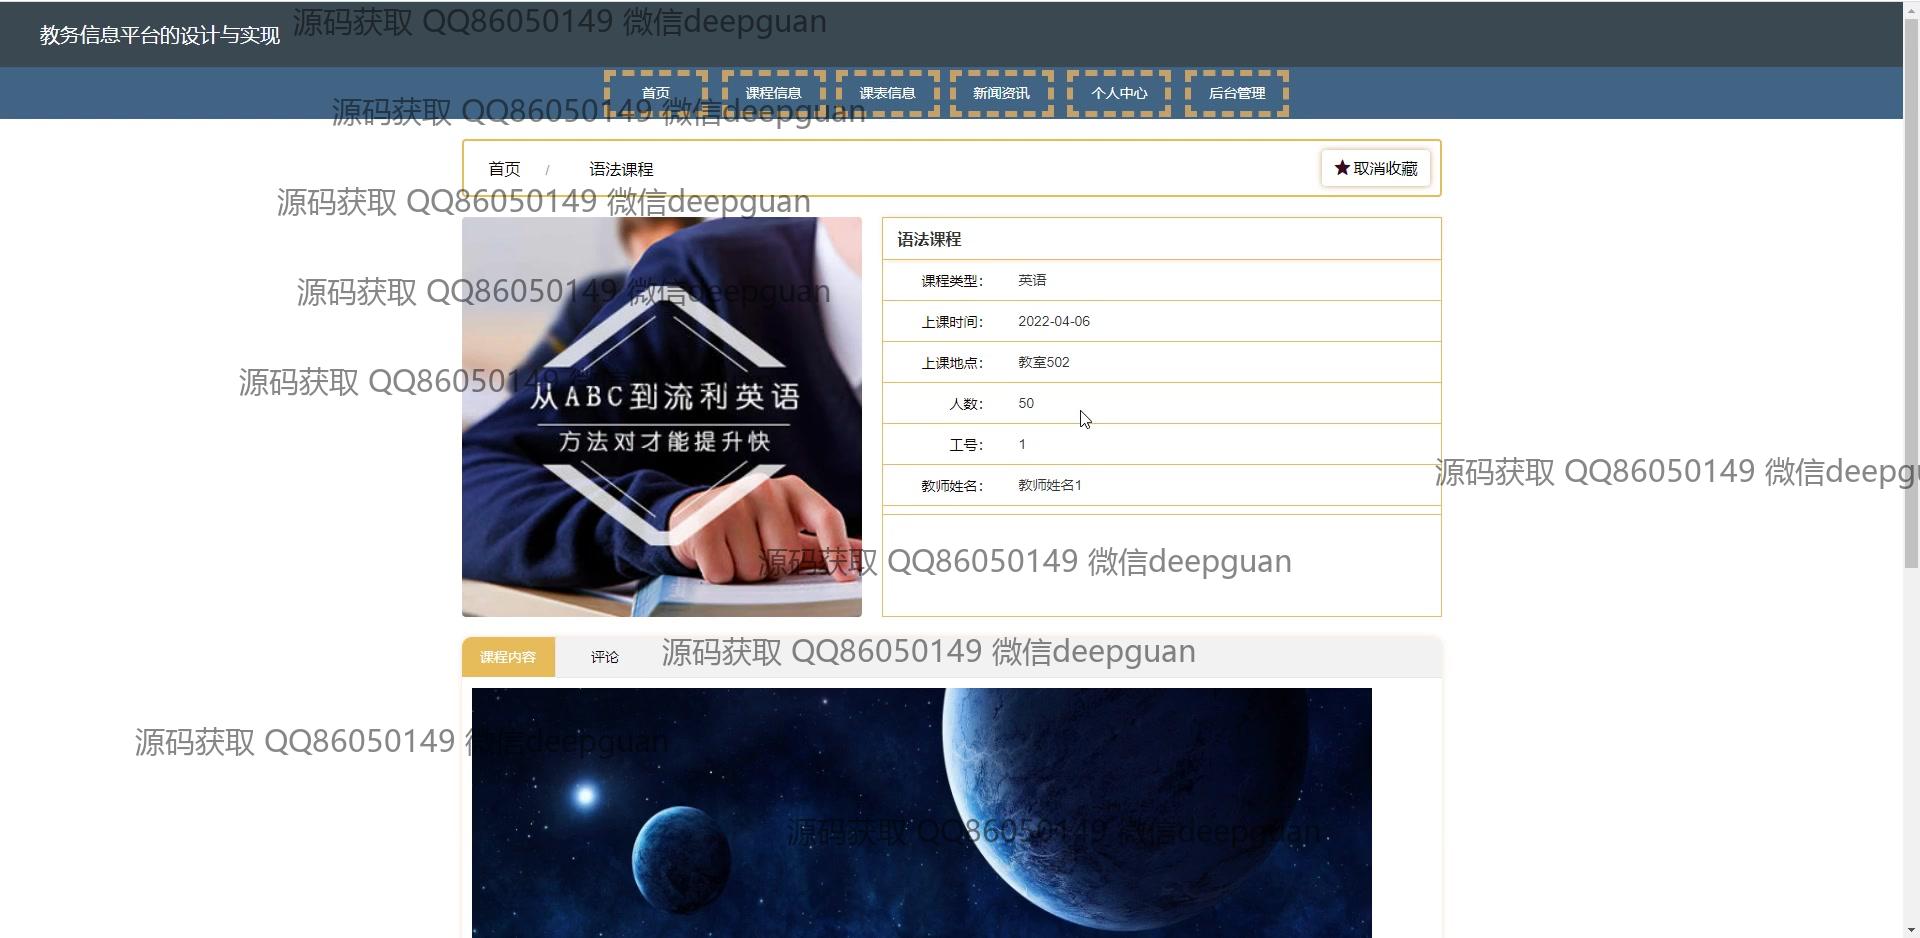 教务信息平台的设计与实现
源码获取 QQ86050149 微信deepguan
首页 课程信息 课表信息 新闻资讯 个人中心 后台管理
源码获取 QQ86050149 微信deepguan
首页 / 语法课程 ★取消收藏
源码获取 QQ86050149 微信deepguan
语法课程
课程类型： 英语
源码获取 QQ86050149 微信deepguan
上课时间： 2022-04-06
上课地点： 教室502
源码获取 QQ86050149
从ABC到流利英语
人数： 50
方法对才能提升快
工号： 1
源码获取 QQ86050149 微信deepgu
教师姓名： 教师姓名1
源码获取 QQ86050149 微信deepguan
课程内容 评论
源码获取 QQ86050149 微信deepguan
源码获取 QQ86050149 微信deepguan
源码获取 QQ86050149 微信deepguan